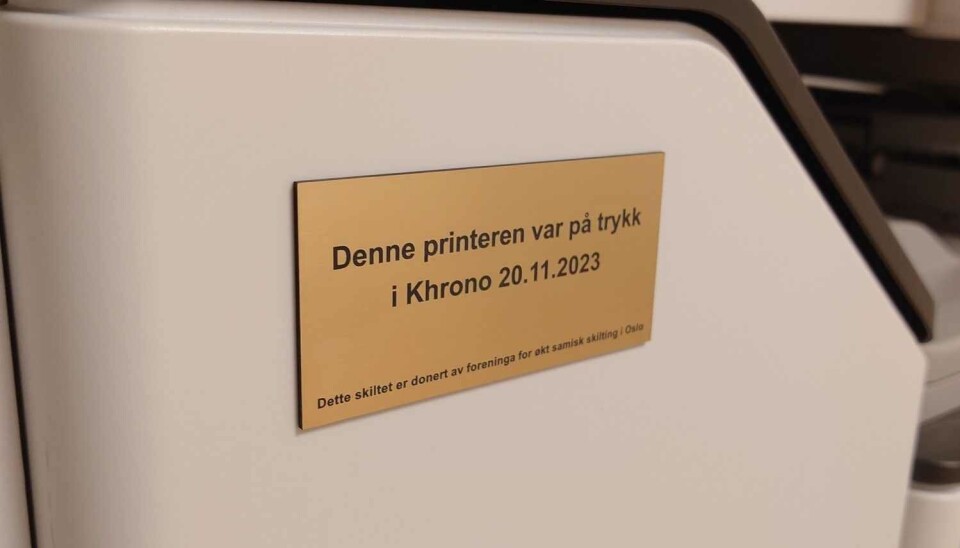 Denne printeren var på trykk
i Khrono 20.11.2023
Dette skiltet er donert av foreninga for økt samisk skilting i Oslo